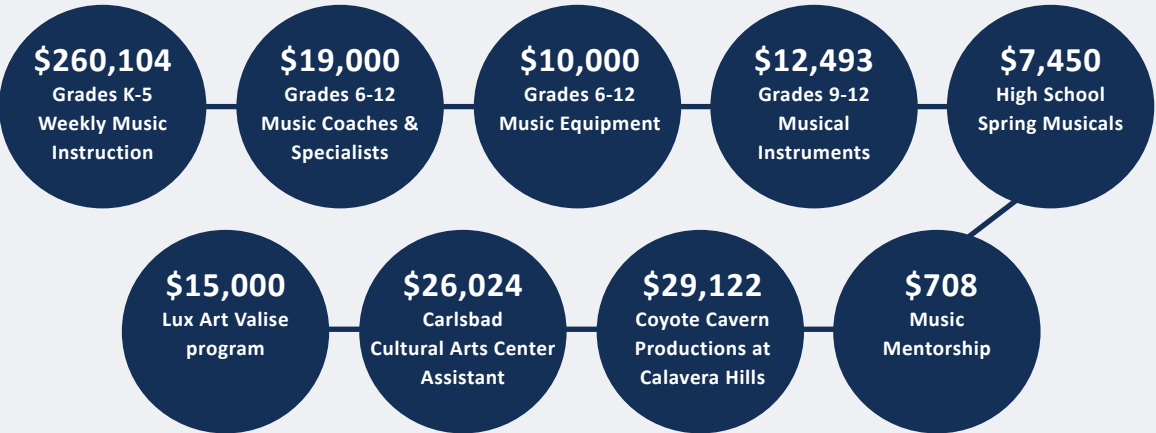 $260,104
Grades K-5
Weekly Music
Instruction
$19,000
Grades 6-12
Music Coaches &
Specialists
$10,000
Grades 6-12
Music Equipment
$12,493
Grades 9-12
Musical
Instruments
$7,450
High School
Spring Musicals
$15,000
Lux Art Valise
program
$26,024
Carlsbad
Cultural Arts Center
Assistant
$29,122
Coyote Cavern
Productions at
Calavera Hills
$708
Music
Mentorship